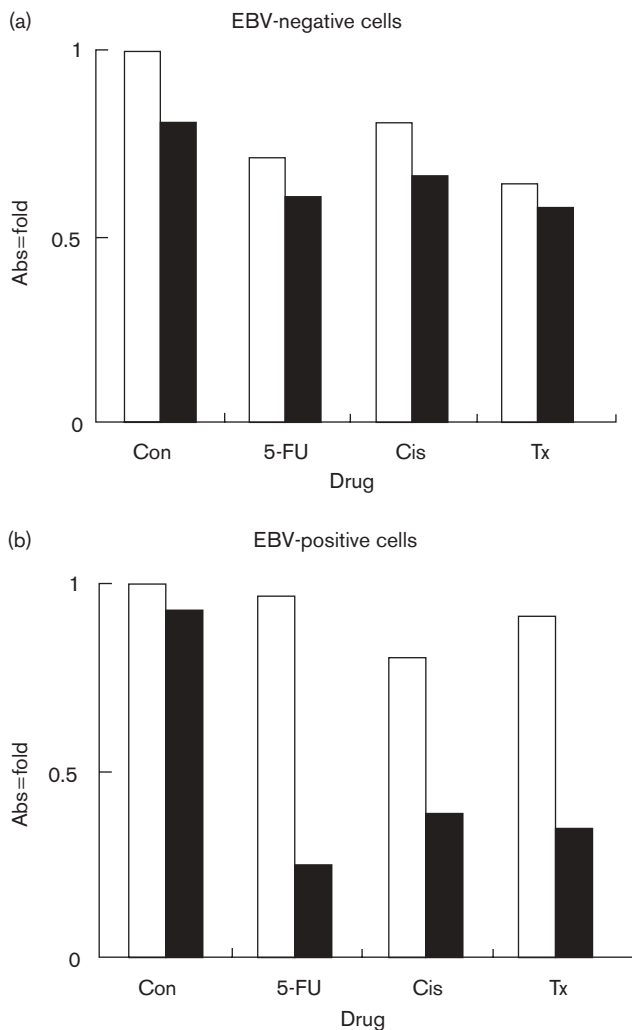 (a) EBV-negative cells
1
0.5
0
Abs=fold
Con 5-FU Cis Tx
Drug
(b) EBV-positive cells
1
0.5
0
Abs=fold
Con 5-FU Cis Tx
Drug